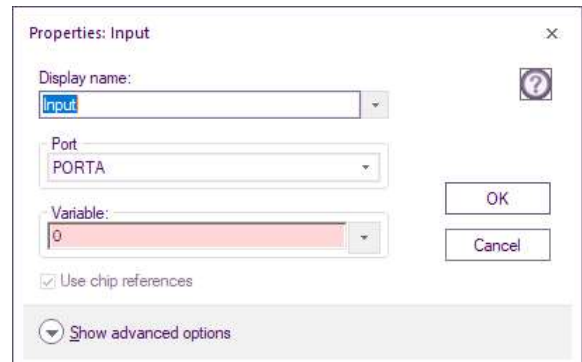 Properties: Input
Display name:
Input
Port
PORTA
Variable:
0
OK
Cancel
Use chip references
Show advanced options